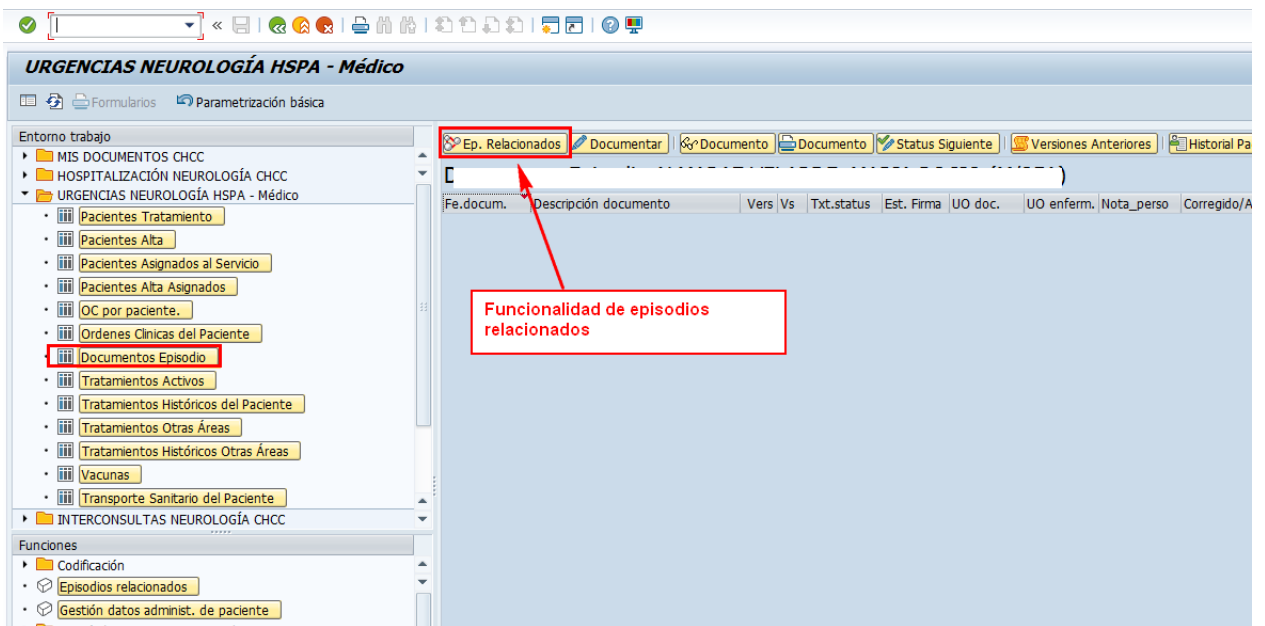 URGENCIAS NEUROLOGÍA HSPA - Médico
Formularios Parametrización básica
Entorno trabajo
MIS DOCUMENTOS CHCC
HOSPITALIZACIÓN NEUROLOGÍA CHCC
URGENCIAS NEUROLOGÍA HSPA - Médico
Pacientes Tratamiento
Pacientes Alta
Pacientes Asignados al Servicio
Pacientes Alta Asignados
OC por paciente.
Ordenes Clinicas del Paciente
Documentos Episodio
Tratamientos Activos
Tratamientos Históricos del Paciente
Tratamientos Otras Áreas
Tratamientos Históricos Otras Áreas
Vacunas
Transporte Sanitario del Paciente
INTERCONSULTAS NEUROLOGÍA CHCC
Funciones
Codificación
Episodios relacionados
Gestión datos administ. de paciente
Ep. Relacionados Documentar Documento Documento Status Siguiente Versiones Anteriores Historial Pa
Fe.docum. Descripción documento Vers Vs Txt.status Est. Firma UO doc. UO enferm. Nota_perso Corregido/A
Funcionalidad de episodios
relacionados